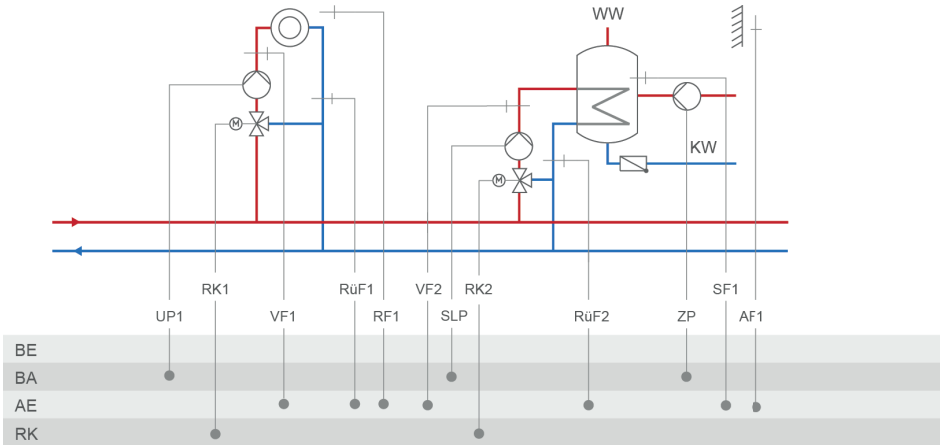 WW
M
KW
M
RK1 RüF1 VF2 RK2 SF1
UP1 VF1 RF1 SLP RüF2 ZP AF1
BE
BA
AE
RK